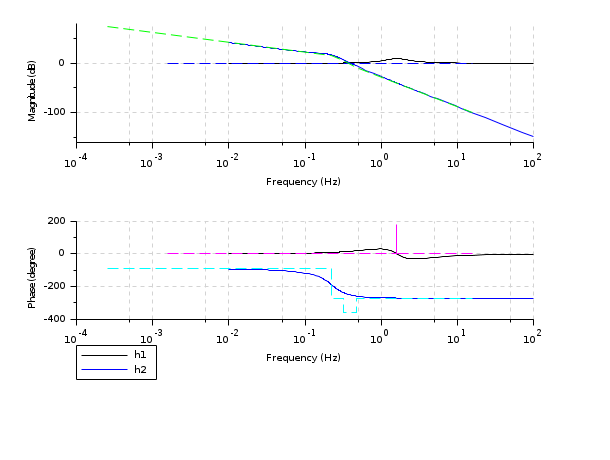 Magnitude (dB)
0
-100
10^-4 10^-3 10^-2 10^-1 10^0 10^1 10^2
Frequency (Hz)
Phase (degree)
200
0
-200
-400
10^-4 10^-3 10^-2 10^-1 10^0 10^1 10^2
Frequency (Hz)
h1
h2